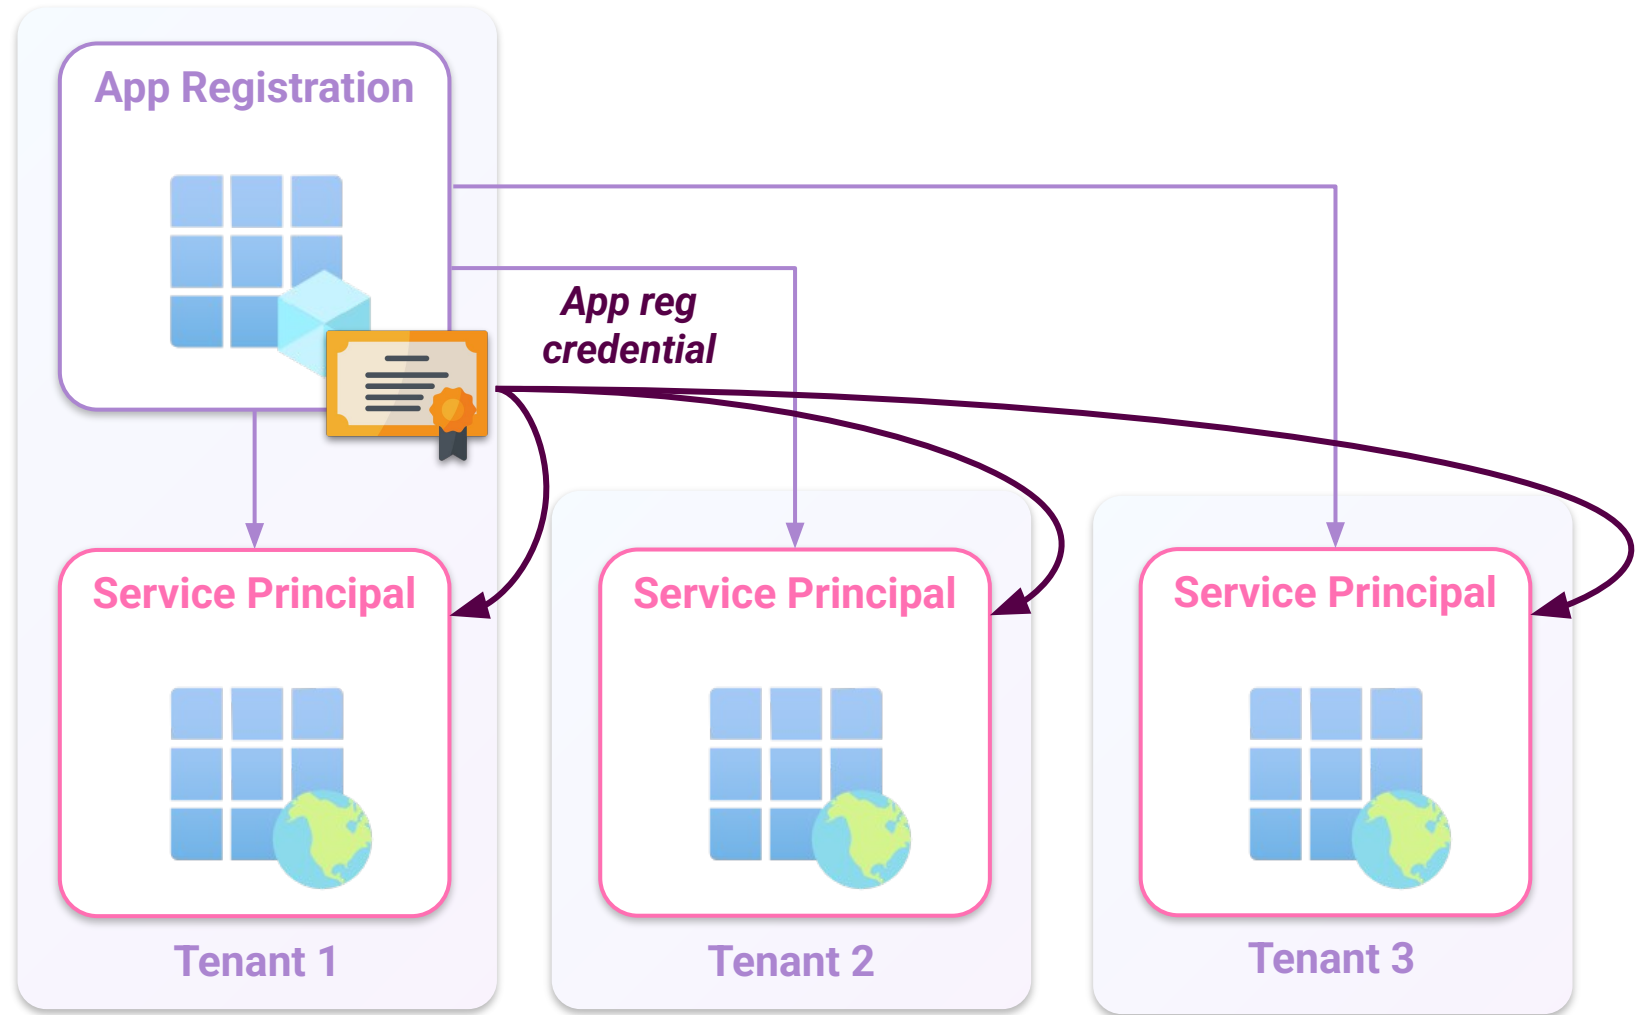 App Registration
App reg
credential
Service Principal
Service Principal
Service Principal
Tenant 1
Tenant 2
Tenant 3